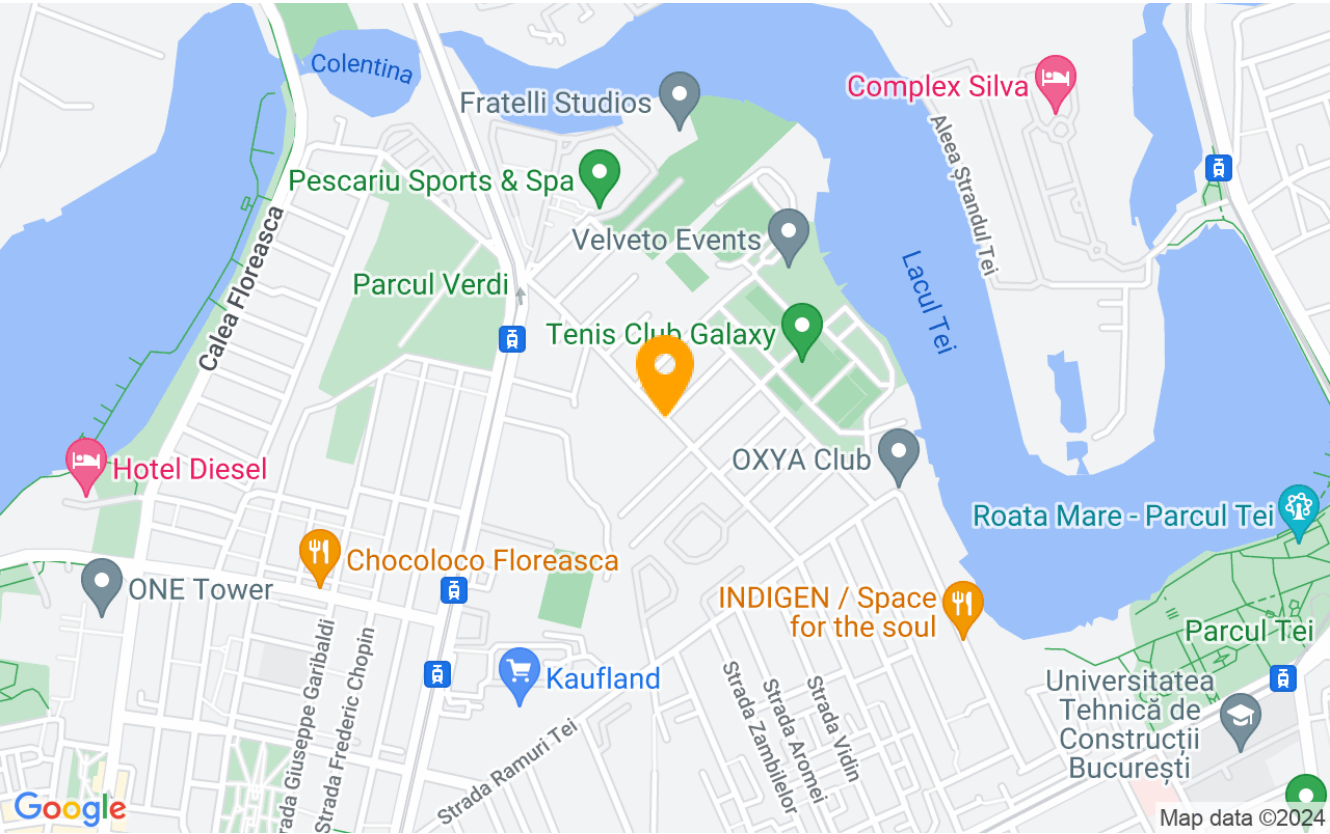 Colentina
Fratelli Studios
Complex Silva
Aleea Ștrandul Tei
Pescariu Sports & Spa
Velveto Events
Calea Floreasca
Parcul Verdi
Lacul Tei
Tenis Club Galaxy
Hotel Diesel
OXYA Club
Roata Mare - Parcul Tei
Chocoloco Floreasca
ONE Tower
INDIGEN / Space
for the soul
Parcul Tei
Kaufland
Universitatea
Tehnică de
Construcții
București
Strada Giuseppe Garibaldi
Strada Frederic Chopin
Strada Ramuri Tei
Strada Zambilelor
Strada Aromei
Strada Vidin
Google
Map data ©2024